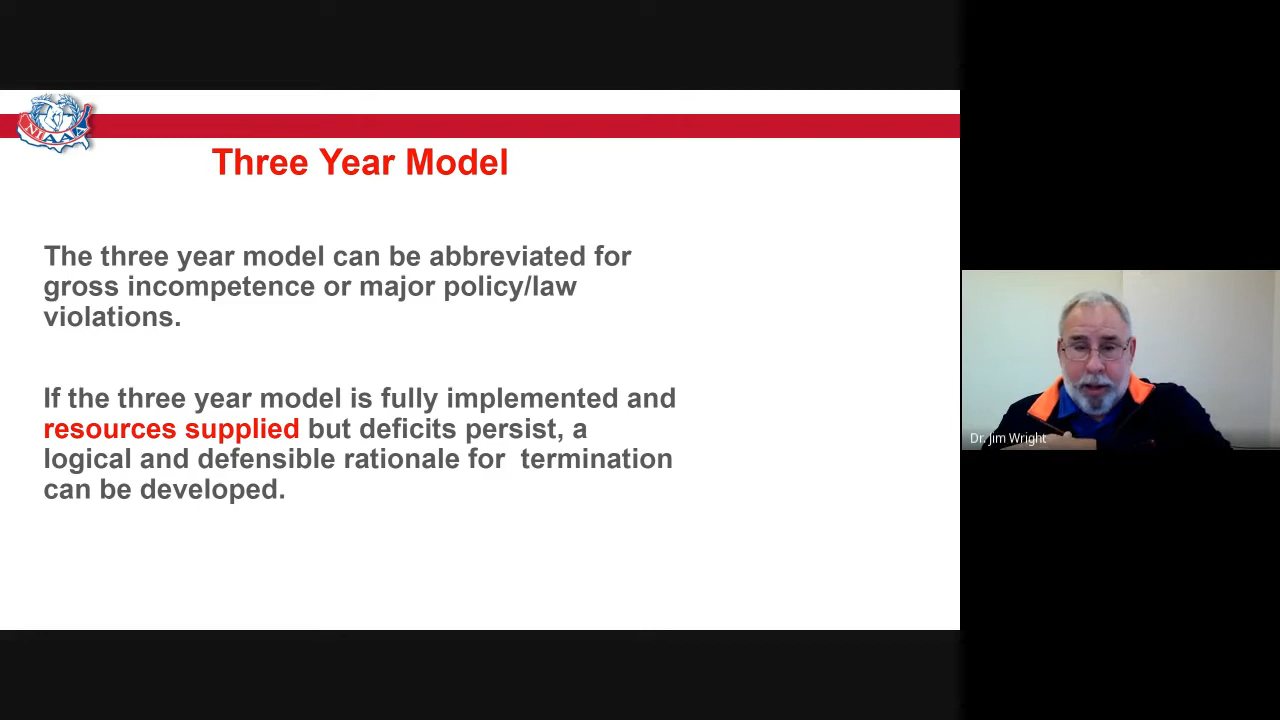 NIAAA
Three Year Model
The three year model can be abbreviated for
gross incompetence or major policy/law
violations.
If the three year model is fully implemented and
resources supplied but deficits persist, a
logical and defensible rationale for termination
can be developed.
Dr. Jim Wright